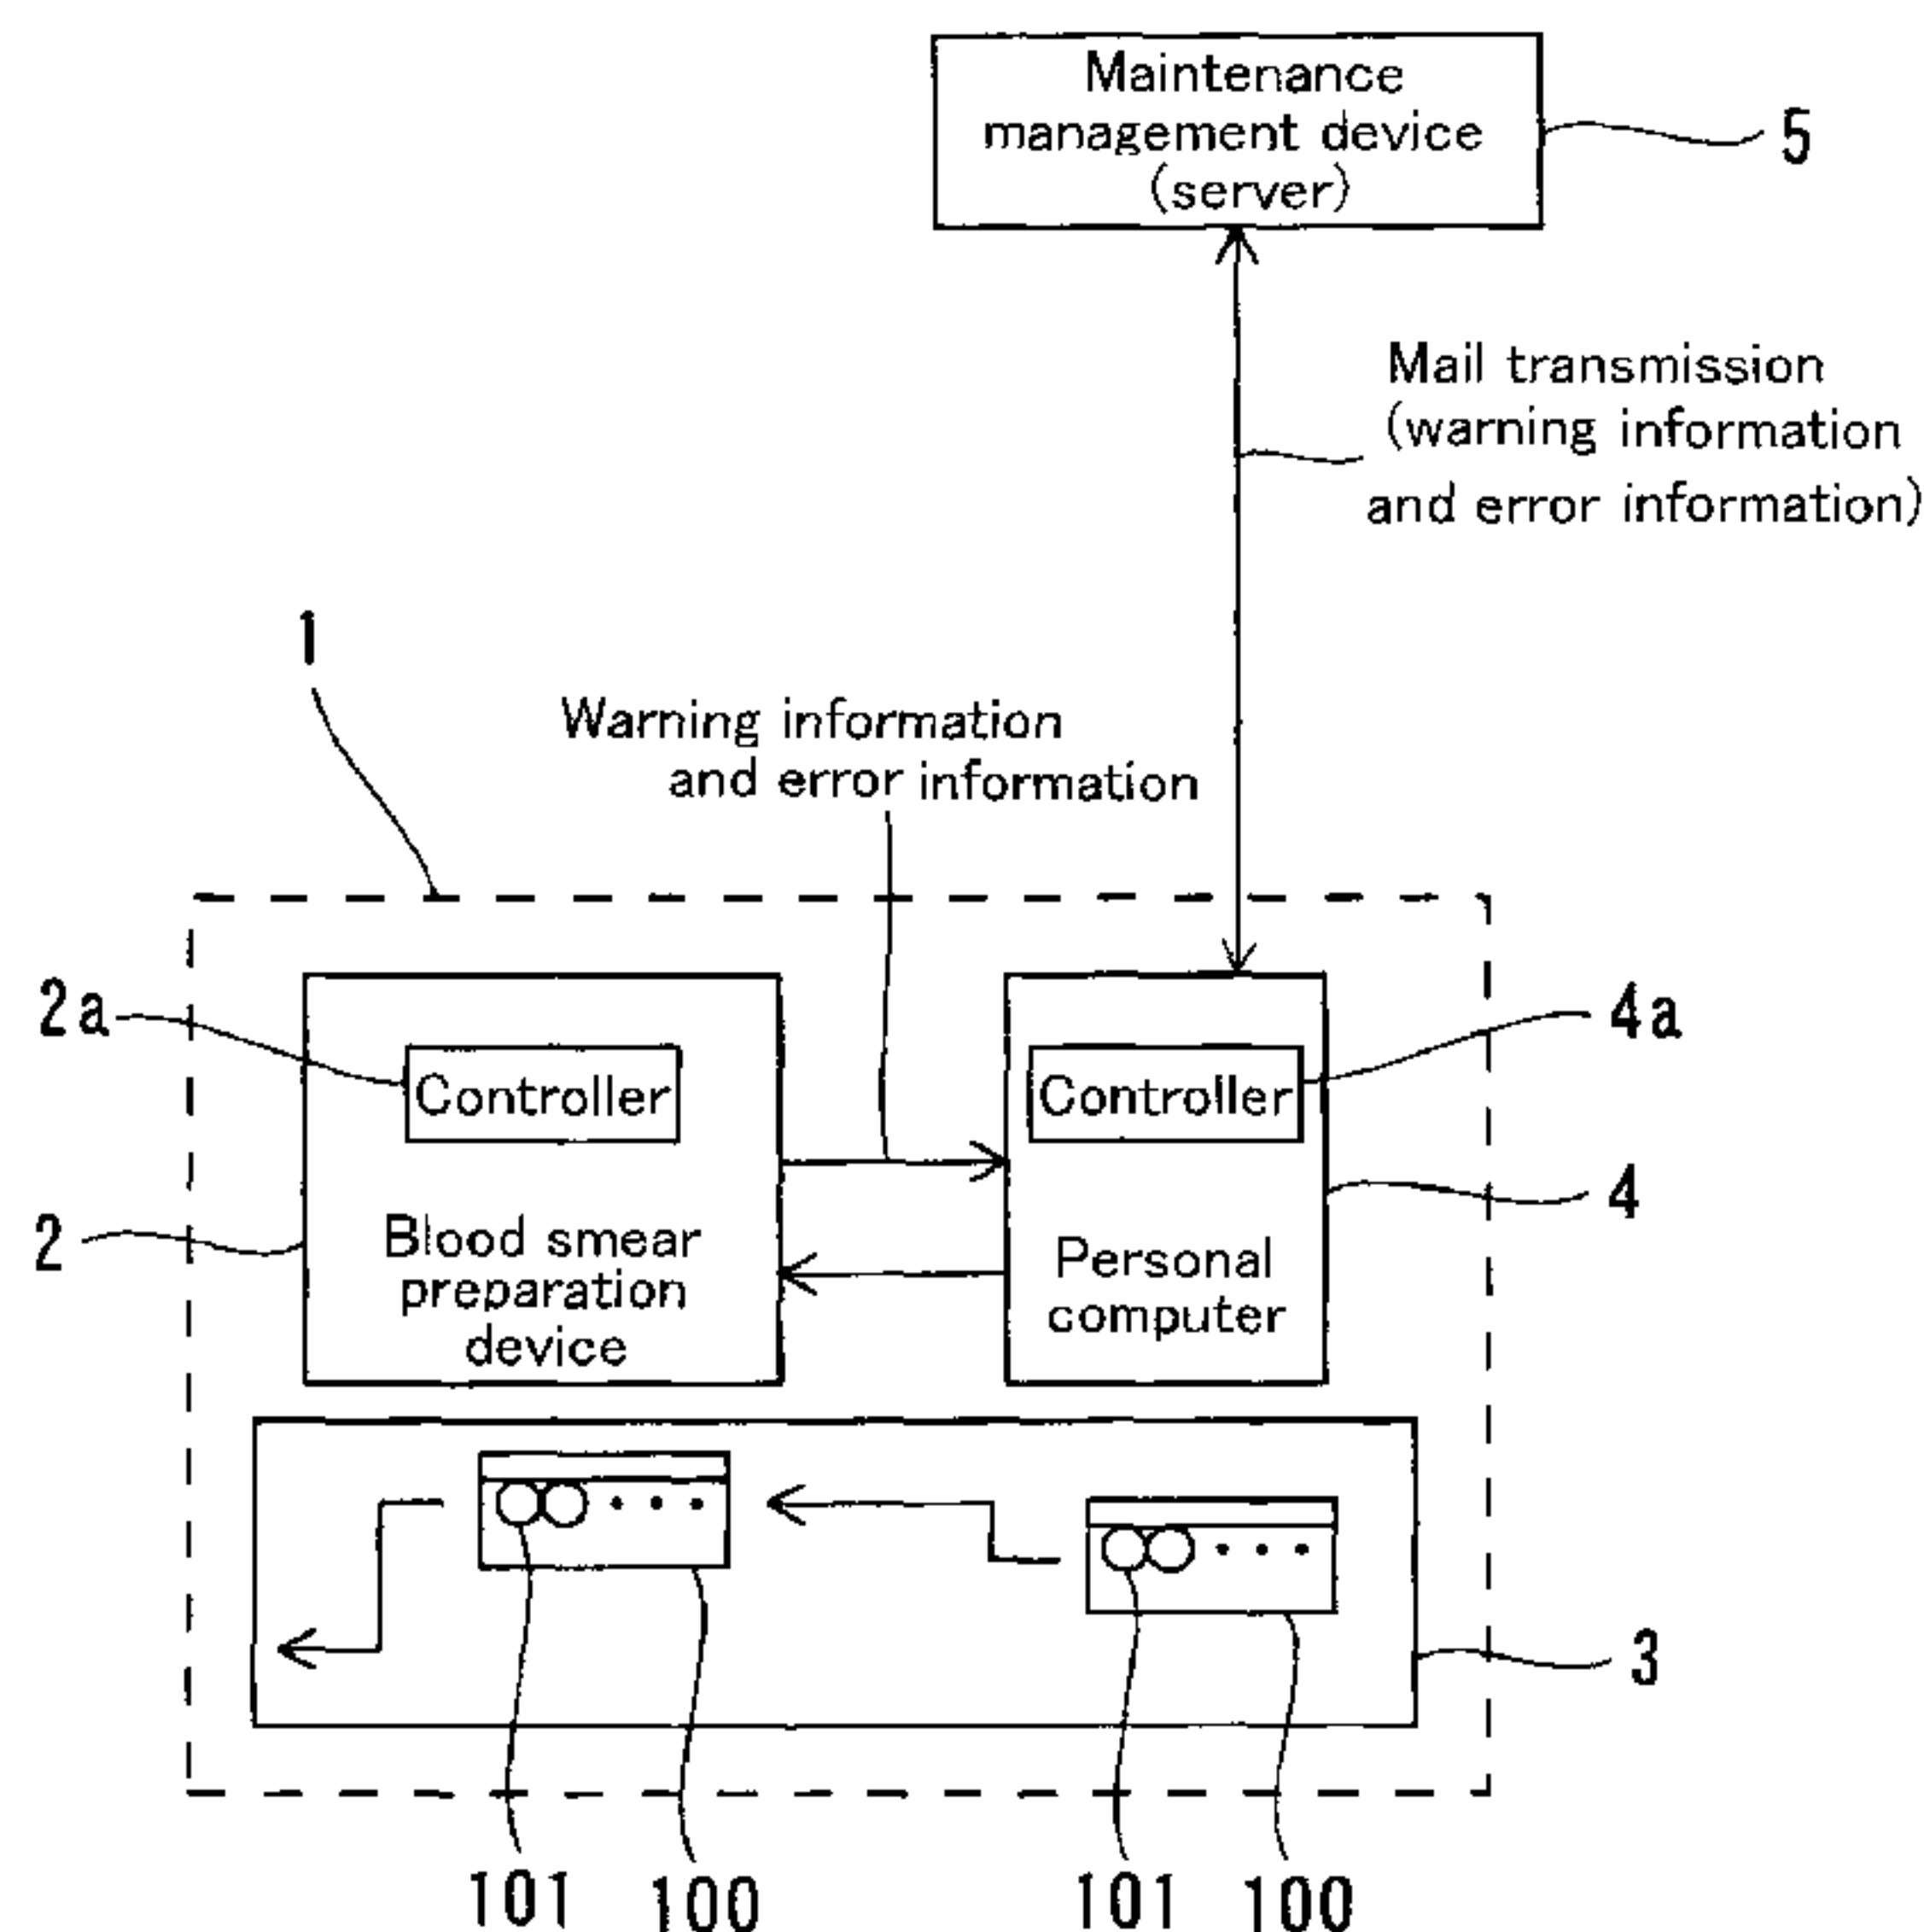 Maintenance
management device
(server)
5
Mail transmission
(warning information
and error information)
1
Warning information
and error information
2a
Controller
4a
Controller
2
Blood smear
preparation
device
4
Personal
computer
3
101
100
101
100